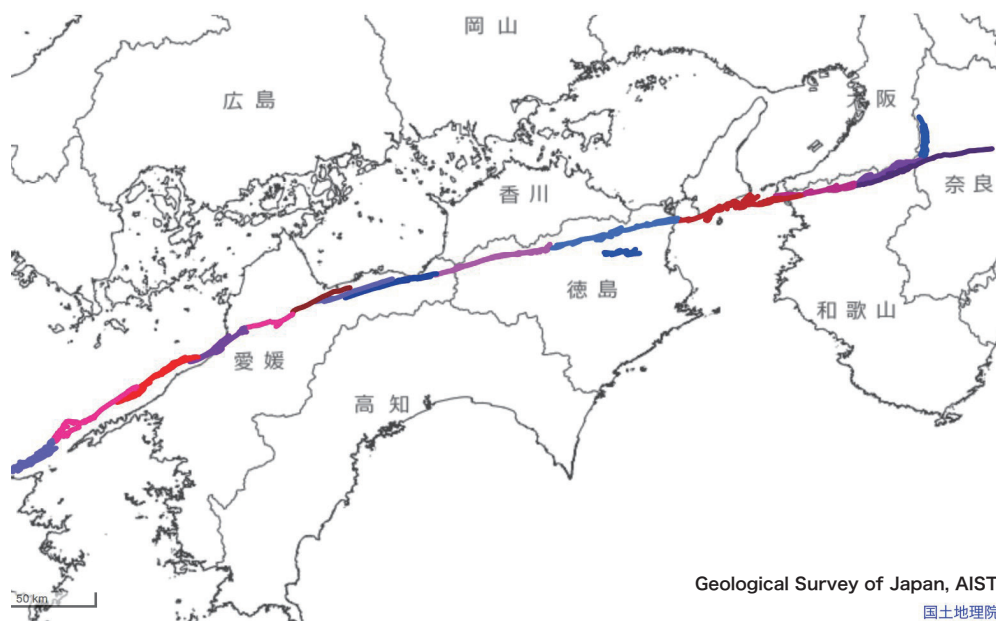 岡山
広島
大阪
香川
奈良
徳島
和歌山
愛媛
高知
50 km
Geological Survey of Japan, AIST
国土地理院